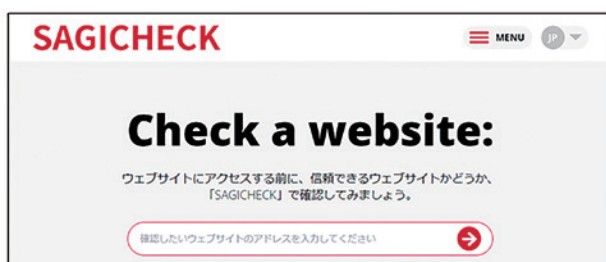 SAGICHECK
MENU
JP
Check a website:
ウェブサイトにアクセスする前に、信頼できるウェブサイトかどうか、
「SAGICHECK」で確認してみましょう。
確認したいウェブサイトのアドレスを入力してください